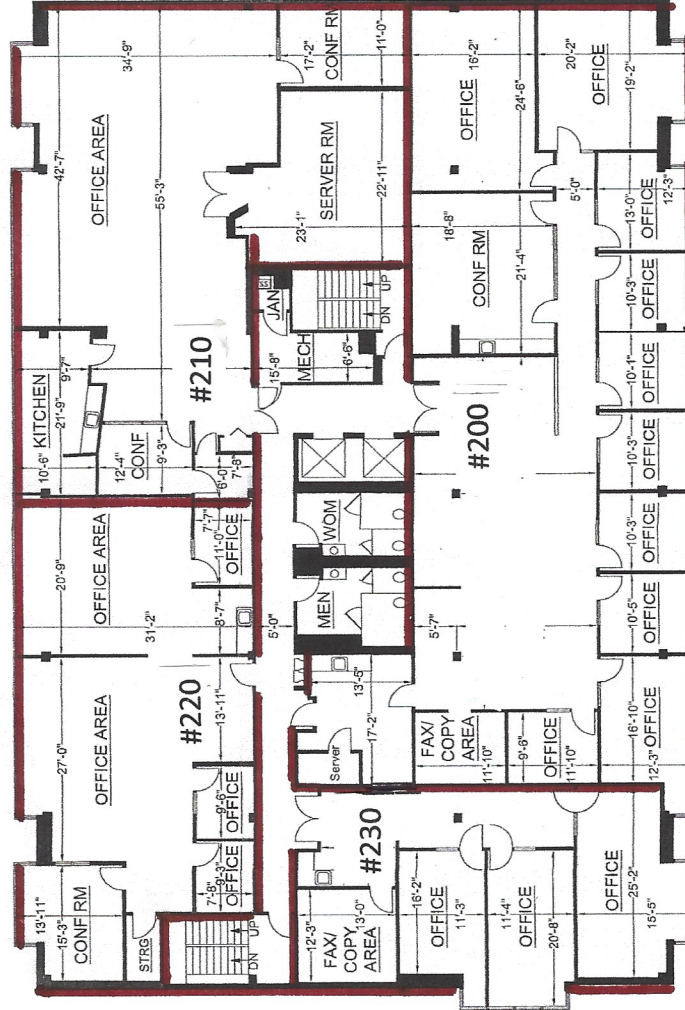 34'-9"
17'-2"
CONF RM
11'-0"
42'-7"
OFFICE AREA
55'-3"
SERVER RM
23'-1"
22'-11"
16'-2"
OFFICE
24'-6"
20'-2"
OFFICE
19'-2"
5'-0"
18'-8"
CONF RM
21'-4"
13'-0"
OFFICE
12'-3"
10'-3"
OFFICE
10'-1"
OFFICE
10'-3"
OFFICE
10'-3"
OFFICE
10'-5"
OFFICE
16'-10"
OFFICE
12'-3"
KITCHEN
9'-7"
21'-9"
10'-6"
12'-4"
CONF
9'-3"
6'-0"
7'-8"
#210
JAN
15'-8"
MECH
6'-6"
UP
DN
#200
WOM
MEN
5'-0"
5'-7"
20'-9"
OFFICE AREA
31'-2"
7'-7"
11'-0"
OFFICE
8'-7"
27'-0"
OFFICE AREA
#220
13'-11"
9'-6"
OFFICE
7'-8"
9'-3"
OFFICE
13'-11"
15'-3"
CONF RM
STRG
UP
DN
13'-5"
17'-2"
Server
FAX/
COPY
AREA
11'-10"
9'-6"
OFFICE
11'-10"
#230
12'-3"
FAX/
COPY
AREA
13'-0"
16'-2"
OFFICE
11'-3"
11'-4"
OFFICE
20'-8"
OFFICE
25'-2"
15'-5"